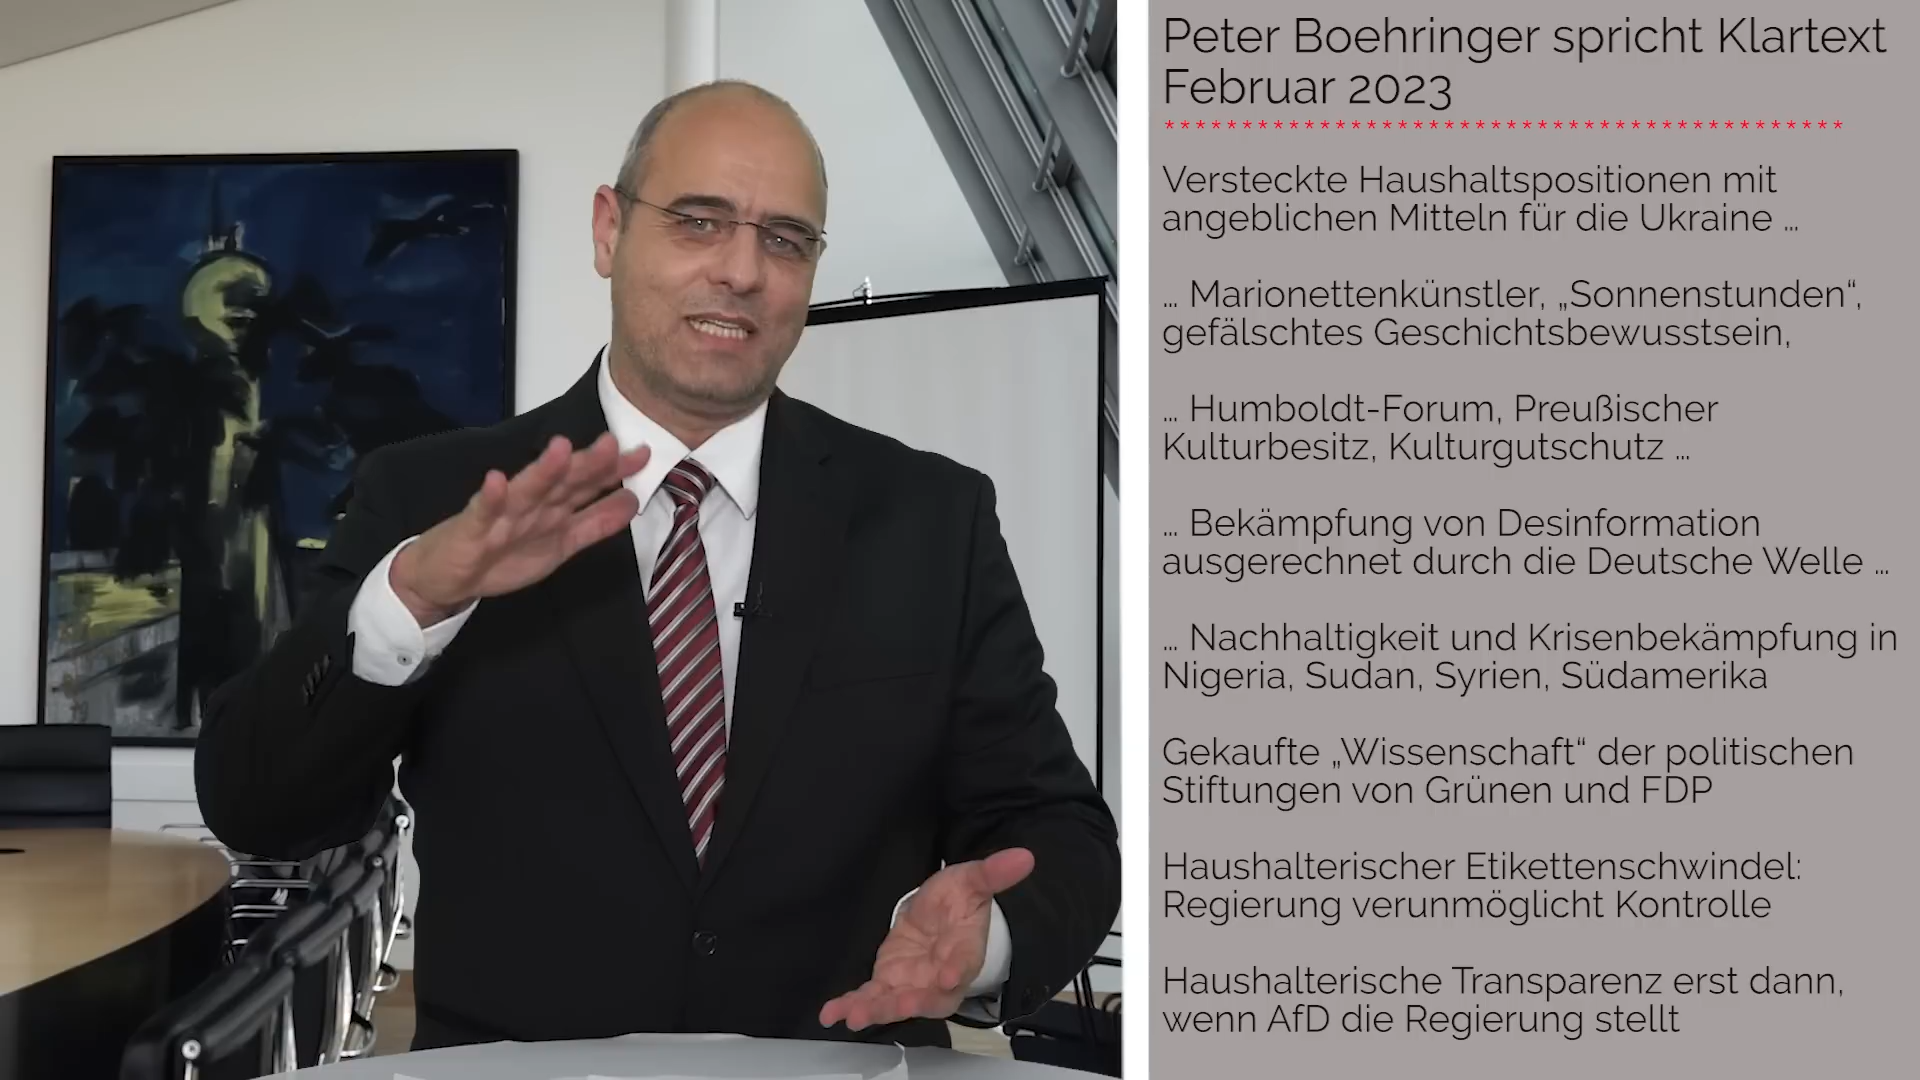 Peter Boehringer spricht Klartext
Februar 2023
********************************************
Versteckte Haushaltspositionen mit
angeblichen Mitteln für die Ukraine ...
... Marionettenkünstler, „Sonnenstunden“,
gefälschtes Geschichtsbewusstsein,
... Humboldt-Forum, Preußischer
Kulturbesitz, Kulturgutschutz ...
... Bekämpfung von Desinformation
ausgerechnet durch die Deutsche Welle ...
... Nachhaltigkeit und Krisenbekämpfung in
Nigeria, Sudan, Syrien, Südamerika
Gekaufte „Wissenschaft“ der politischen
Stiftungen von Grünen und FDP
Haushalterischer Etikettenschwindel:
Regierung verunmöglicht Kontrolle
Haushalterische Transparenz erst dann,
wenn AfD die Regierung stellt